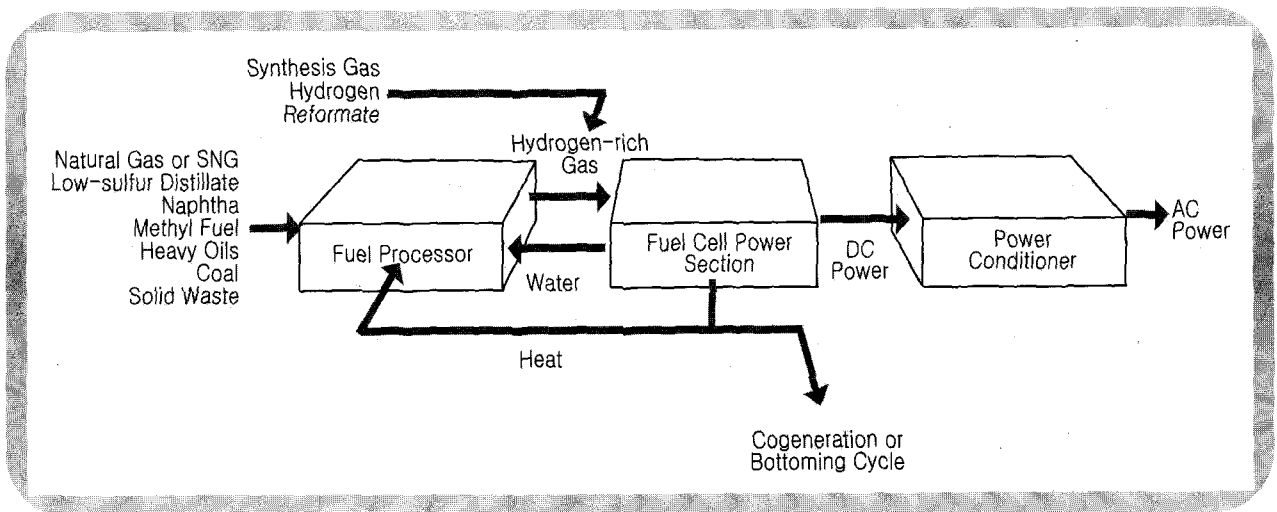 Synthesis Gas
Hydrogen
Reformate
Hydrogen-rich
Gas
Natural Gas or SNG
Low-sulfur Distillate
Naphtha
Methyl Fuel
Heavy Oils
Coal
Solid Waste
Fuel Processor
Water
Fuel Cell Power
Section
DC
Power
Power
Conditioner
AC
Power
Heat
Cogeneration or
Bottoming Cycle